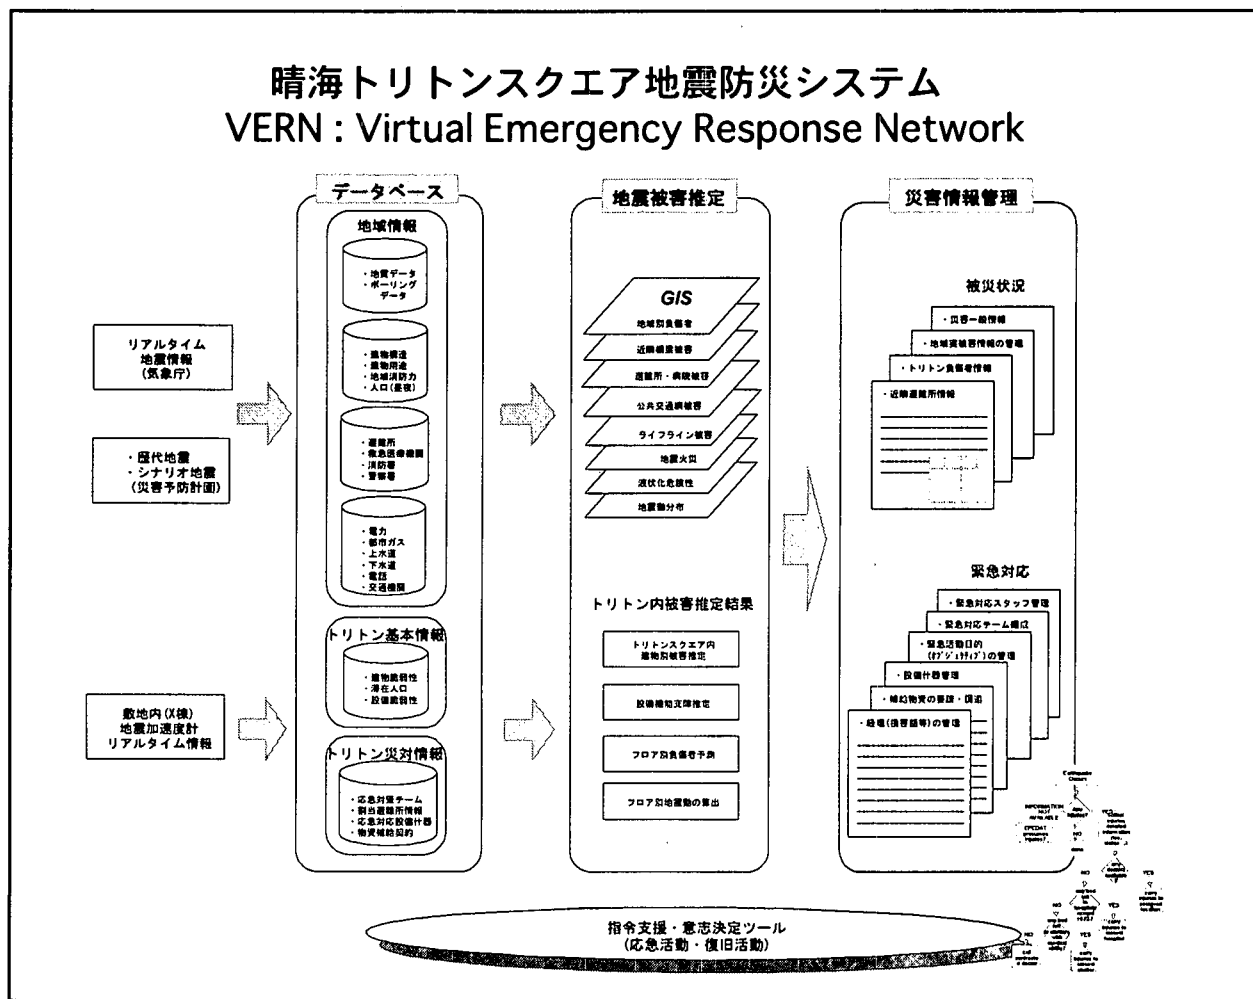 晴海トリトンスクエア地震防災システム
VERN : Virtual Emergency Response Network
データベース
地域情報
・地質データ
・ボーリング
データ
・建物構造
・建物用途
・地域消防力
・人口(昼夜)
・避難所
・救急医療機関
・消防署
・警察署
・電力
・都市ガス
・上水道
・下水道
・電話
・交通機関
トリトン基本情報
・建物脆弱性
・滞在人口
・設備脆弱性
トリトン災対情報
・応急対策チーム
・割当避難所情報
・応急対応設備什器
・物資補給契約
リアルタイム
地震情報
(気象庁)
・歴代地震
・シナリオ地震
(災害予防計画)
敷地内(X棟)
地震加速度計
リアルタイム情報
地震被害推定
GIS
地域別負傷者
近隣橋梁被害
避難所・病院被害
公共交通網被害
ライフライン被害
地震火災
液状化危険性
地震動分布
トリトン内被害推定結果
トリトンスクエア内
建物別被害推定
設備機能支障推定
フロア別負傷者予測
フロア別地震動の算出
災害情報管理
被災状況
・災害一般情報
・地域実被害情報の管理
・トリトン負傷者情報
・近隣避難所情報
緊急対応
・緊急対応スタッフ管理
・緊急対応チーム編成
・緊急活動目的
(ｵﾌﾞｼﾞｪｸﾃｨﾌﾞ)の管理
・設備什器管理
・補給物資の要請・調達
・経理(損害額等)の管理
Earthquake
Occurs
INFORMATION
NOT
AVAILABLE
YES
EPEDAT
NO
NO
YES
NO
YES
NO
YES
指令支援・意志決定ツール
(応急活動・復旧活動)